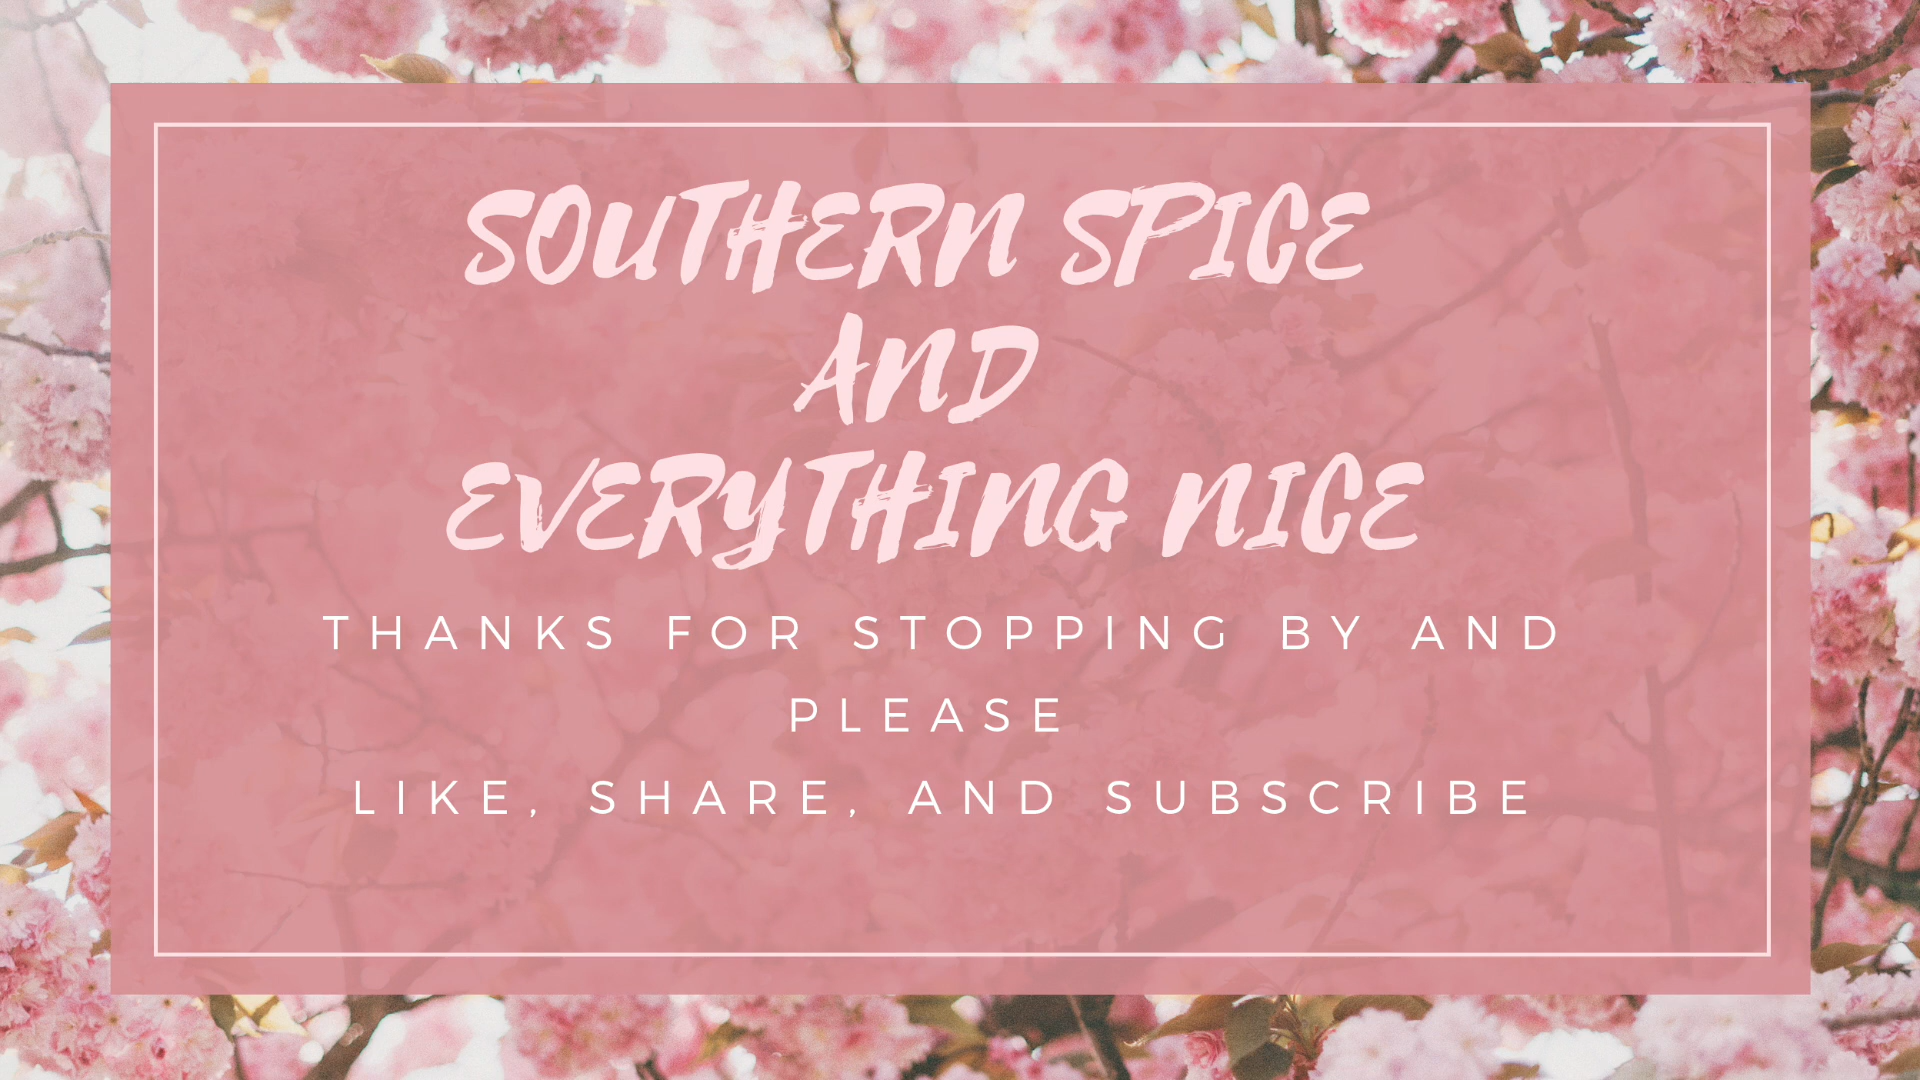 SOUTHERN SPICE
AND
EVERYTHING NICE
THANKS FOR STOPPING BY AND
PLEASE
LIKE, SHARE, AND SUBSCRIBE